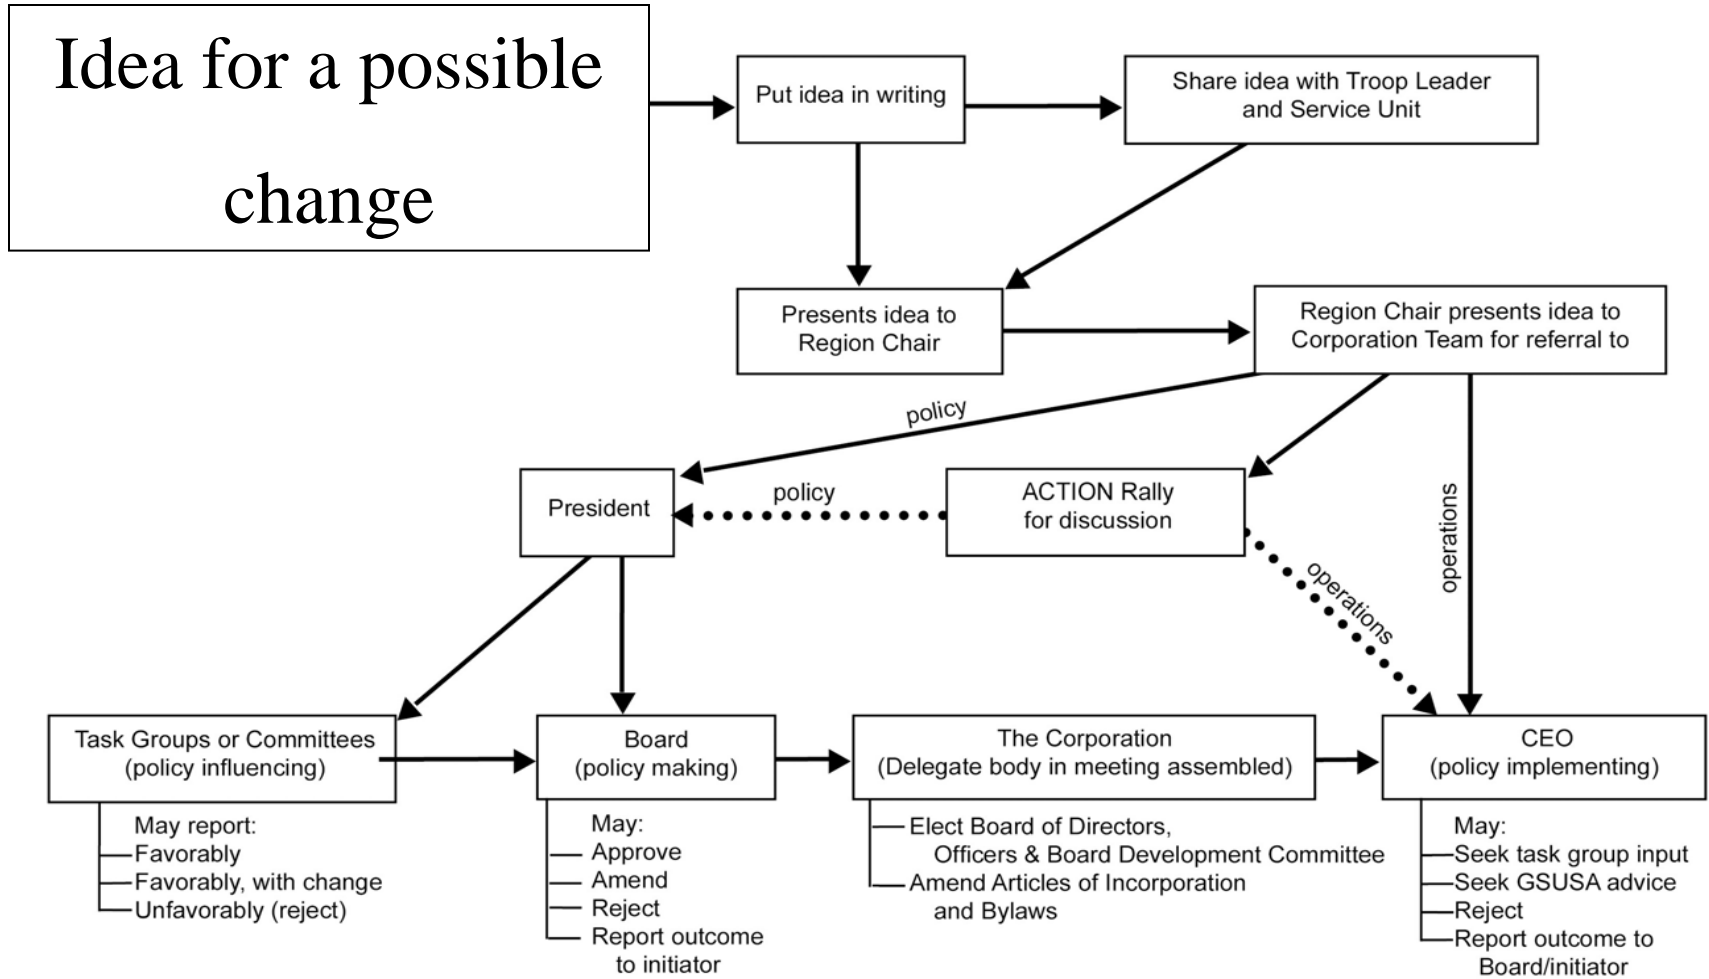 Idea for a possible
change
Put idea in writing
Share idea with Troop Leader
and Service Unit
Presents idea to
Region Chair
Region Chair presents idea to
Corporation Team for referral to
policy
President
policy
ACTION Rally
for discussion
operations
operations
Task Groups or Committees
(policy influencing)
May report:
Favorably
Favorably, with change
Unfavorably (reject)
Board
(policy making)
May:
Approve
Amend
Reject
Report outcome
to initiator
The Corporation
(Delegate body in meeting assembled)
Elect Board of Directors,
Officers & Board Development Committee
Amend Articles of Incorporation
and Bylaws
CEO
(policy implementing)
May:
Seek task group input
Seek GSUSA advice
Reject
Report outcome to
Board/initiator